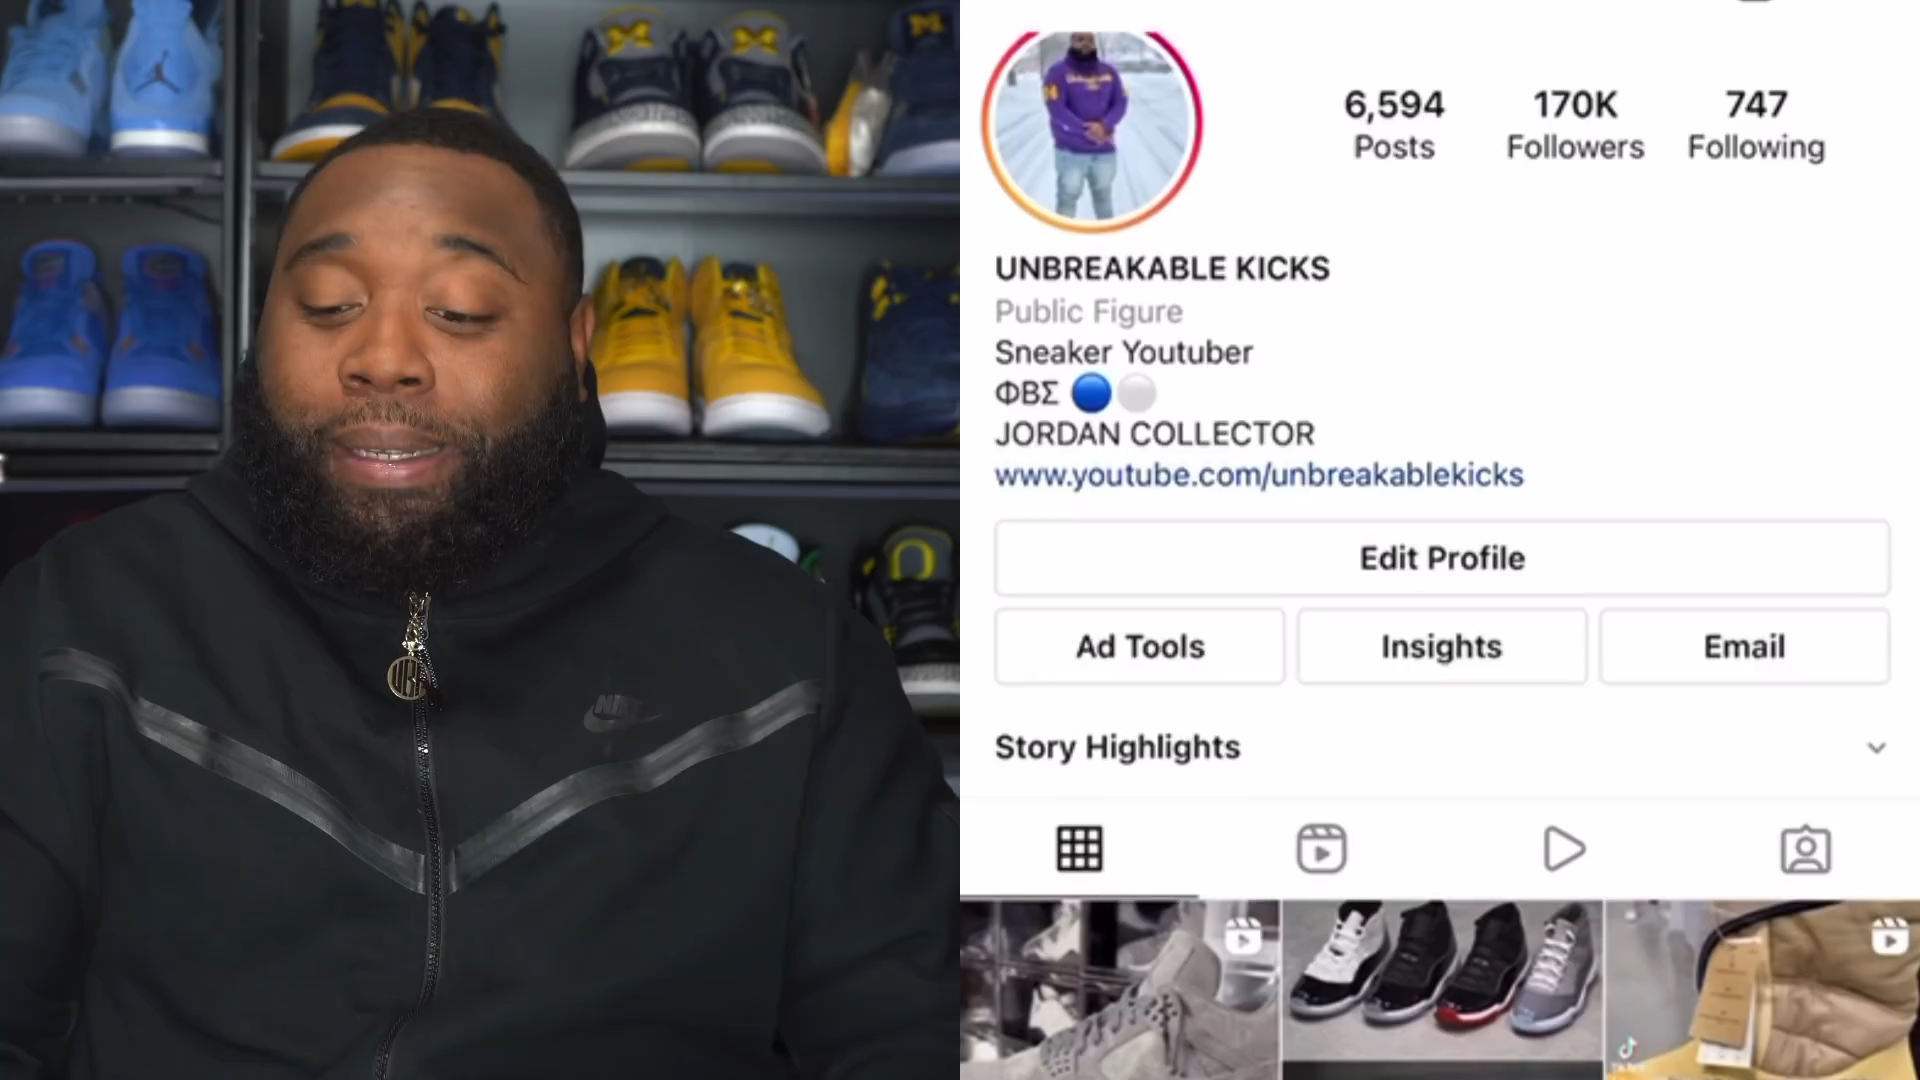 6,594 170K 747
Posts Followers Following
UNBREAKABLE KICKS
Public Figure
Sneaker Youtuber
ΦΒΣ
JORDAN COLLECTOR
www.youtube.com/unbreakablekicks
Edit Profile
Ad Tools Insights Email
Story Highlights
M
O